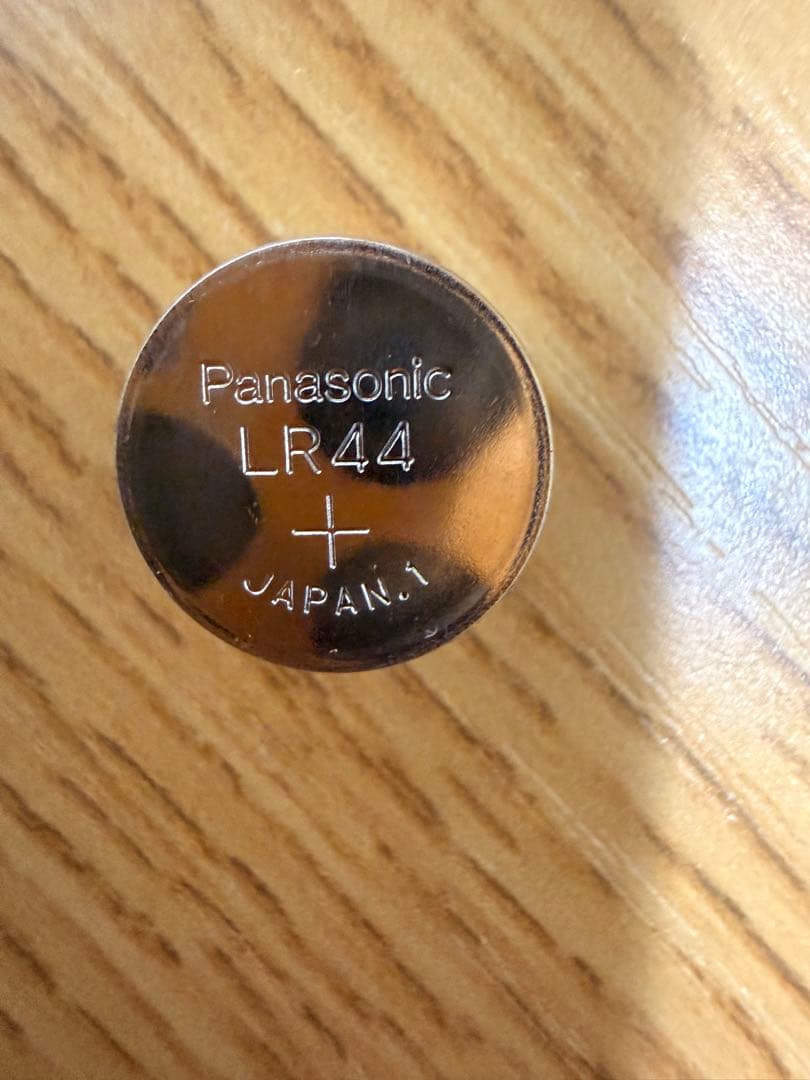 Panasonic
LR44
+
JAPAN.1